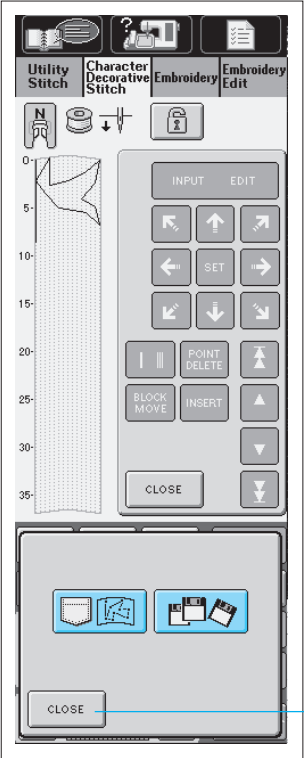 ?
Utility
Stitch
Character
Decorative
Stitch
Embroidery
Embroidery
Edit
N
0-
5-
10-
15-
20-
25-
30-
35-
INPUT EDIT
SET
POINT
DELETE
BLOCK
MOVE
INSERT
CLOSE
CLOSE